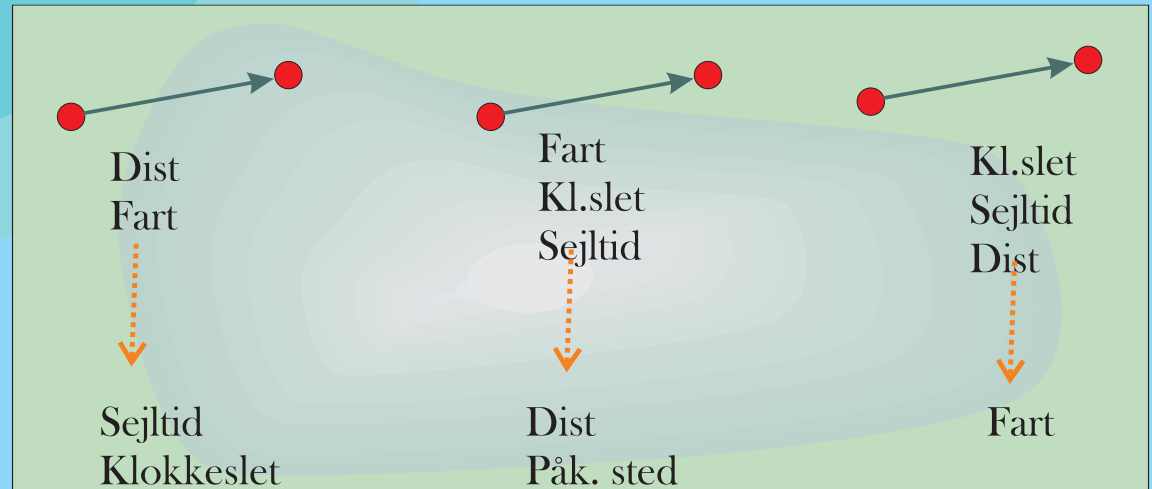 Dist
Fart
Sejltid
Klokkeslet
Fart
Kl.slet
Sejltid
Dist
Påk. sted
Kl.slet
Sejltid
Dist
Fart